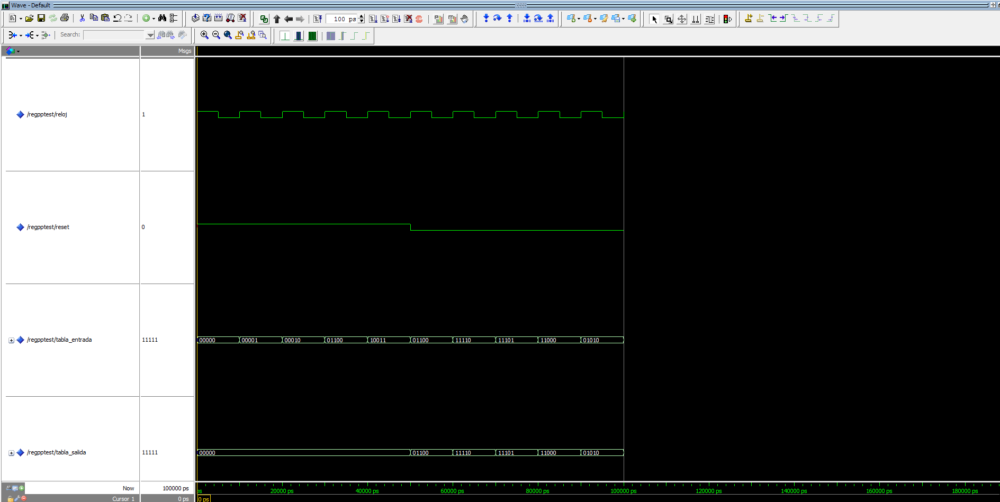 Wave - Default
100 ps
Search:
Msgs
/regpptest/reloj 1
/regpptest/reset 0
/regpptest/tabla_entrada 11111 00000 00001 00010 01100 10011 01100 11110 11101 11000 01010
/regpptest/tabla_salida 11111 00000 01100 11110 11101 11000 01010
Now 100000 ps ps 20000 ps 40000 ps 60000 ps 80000 ps 100000 ps 120000 ps 140000 ps 160000 ps 180000 ps
Cursor 1 0 ps 0 ps